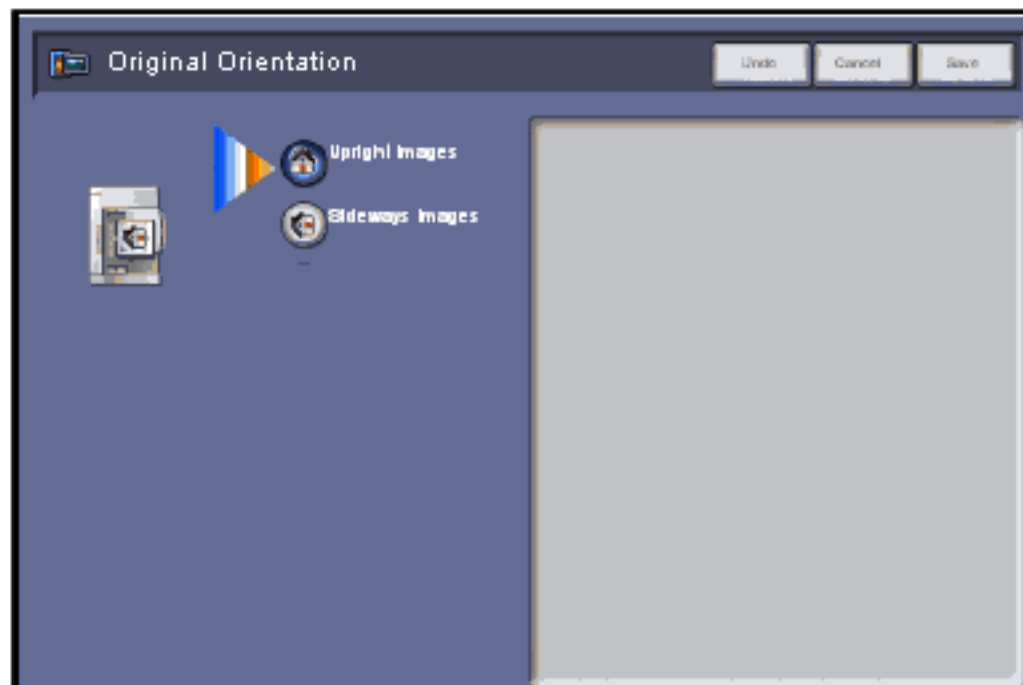 Original Orientation
Undo
Cancel
Save
Upright Images
Sideways Images